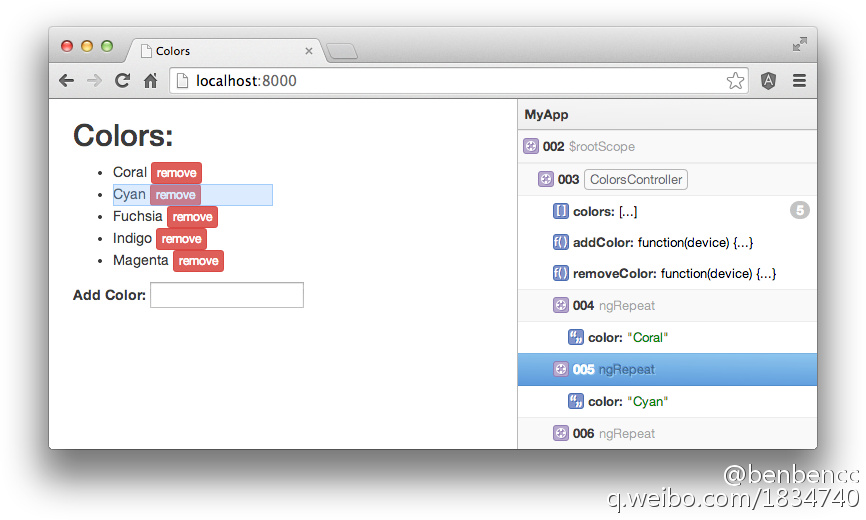 Colors
localhost:8000
Colors:
Coral remove
Cyan remove
Fuchsia remove
Indigo remove
Magenta remove
Add Color:
MyApp
002 $rootScope
003 ColorsController
[] colors: [...] 5
f() addColor: function(device) {...}
f() removeColor: function(device) {...}
004 ngRepeat
color: "Coral"
005 ngRepeat
color: "Cyan"
006 ngRepeat
@benbencc
q.weibo.com/1834740